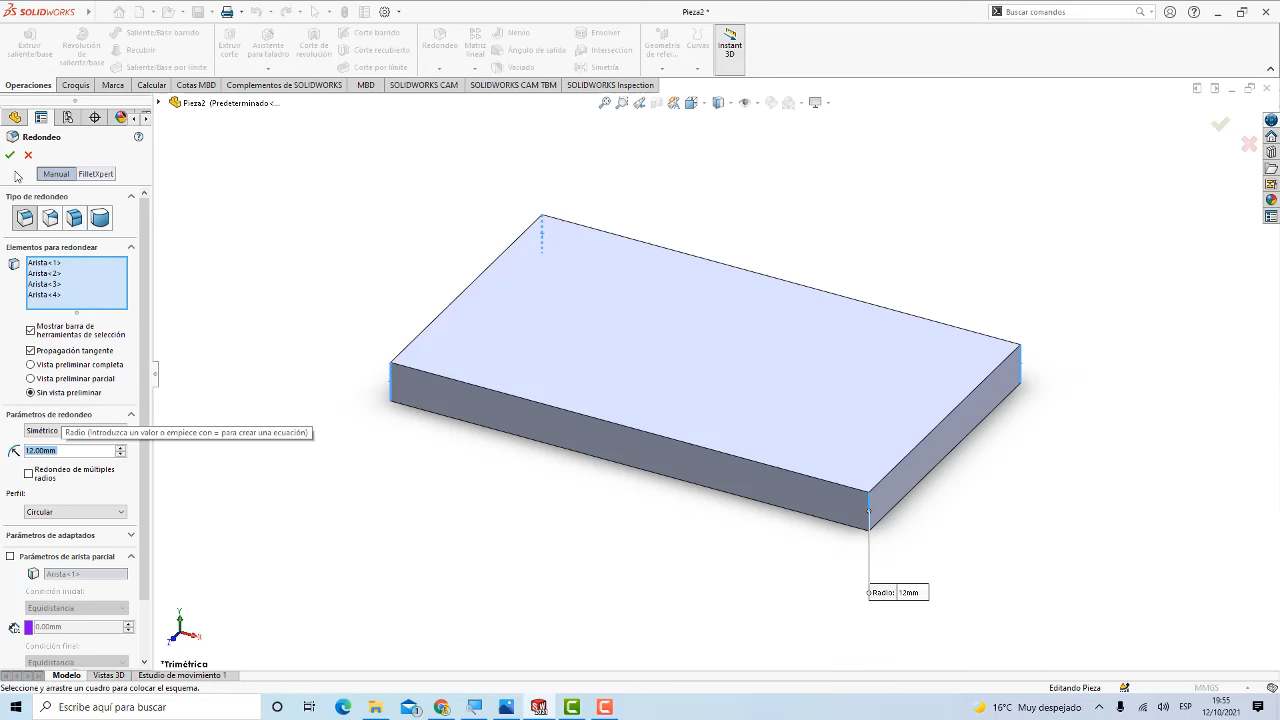 SOLIDWORKS
Pieza2 *
Buscar comandos
Extruir saliente/base
Revolución de saliente/base
Saliente/Base barrido
Recubrir
Saliente/Base por límite
Extruir corte
Asistente para taladro
Corte de revolución
Corte barrido
Corte recubierto
Corte por límite
Redondeo
Matriz lineal
Nervio
Ángulo de salida
Vaciado
Envolver
Intersección
Simetría
Geometría de refer...
Curvas
Instant 3D
Operaciones
Croquis
Marca
Calcular
Cotas MBD
Complementos de SOLIDWORKS
MBD
SOLIDWORKS CAM
SOLIDWORKS CAM TBM
SOLIDWORKS Inspection
Pieza2 (Predeterminado <...
Redondeo
Manual
FilletXpert
Tipo de redondeo
Elementos para redondear
Arista<1>
Arista<2>
Arista<3>
Arista<4>
Mostrar barra de
herramientas de selección
Propagación tangente
Vista preliminar completa
Vista preliminar parcial
Sin vista preliminar
Parámetros de redondeo
Simétrico
Radio (Introduzca un valor o empiece con = para crear una ecuación)
12.00mm
Redondeo de múltiples
radios
Perfil:
Circular
Parámetros de adaptados
Parámetros de arista parcial
Arista<1>
Condición inicial:
Equidistancia
0.00mm
Condición final:
Equidistancia
Radio: 12mm
Y
X
Z
*Trimétrica
Modelo
Vistas 3D
Estudio de movimiento 1
Seleccione y arrastre un cuadro para colocar el esquema.
Editando Pieza
MMGS
Escribe aquí para buscar
16°C Muy despejado
ESP
19:55
12/10/2021